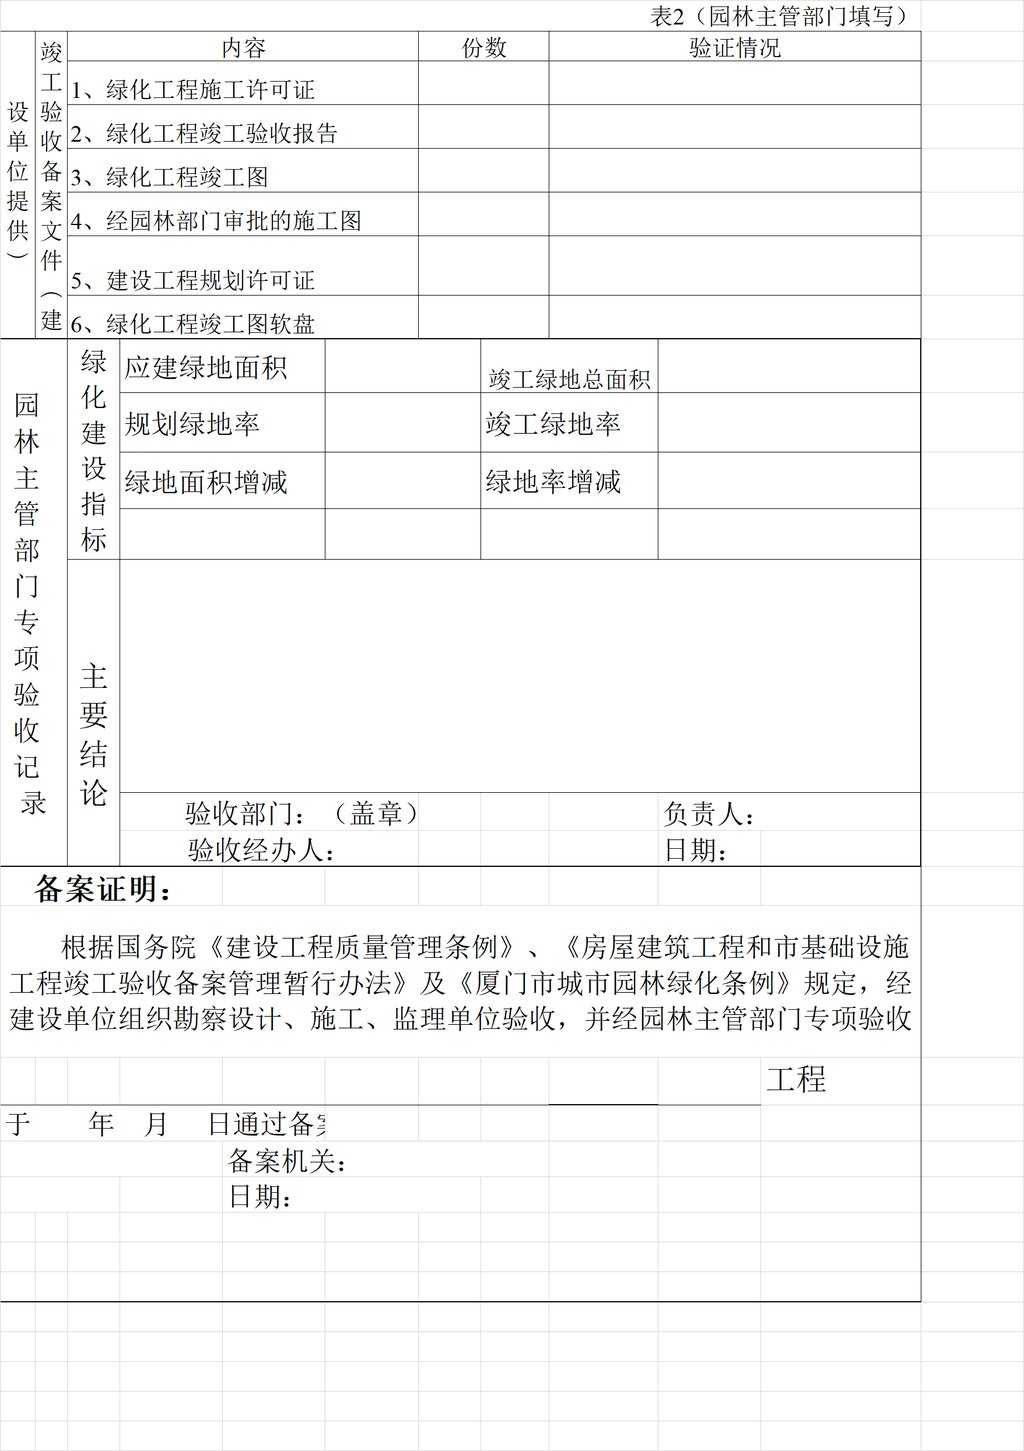 表2（园林主管部门填写）
竣工验收备案文件（建
设单位提供）
内容 份数 验证情况
1、绿化工程施工许可证
2、绿化工程竣工验收报告
3、绿化工程竣工图
4、经园林部门审批的施工图
5、建设工程规划许可证
6、绿化工程竣工图软盘
园林主管部门专项验收记录
绿化建设指标
应建绿地面积 竣工绿地总面积
规划绿地率 竣工绿地率
绿地面积增减 绿地率增减
主要结论
验收部门：（盖章） 负责人：
验收经办人： 日期：
备案证明：
根据国务院《建设工程质量管理条例》、《房屋建筑工程和市基础设施
工程竣工验收备案管理暂行办法》及《厦门市城市园林绿化条例》规定，经
建设单位组织勘察设计、施工、监理单位验收，并经园林主管部门专项验收
工程
于 年 月 日通过备案
备案机关：
日期：